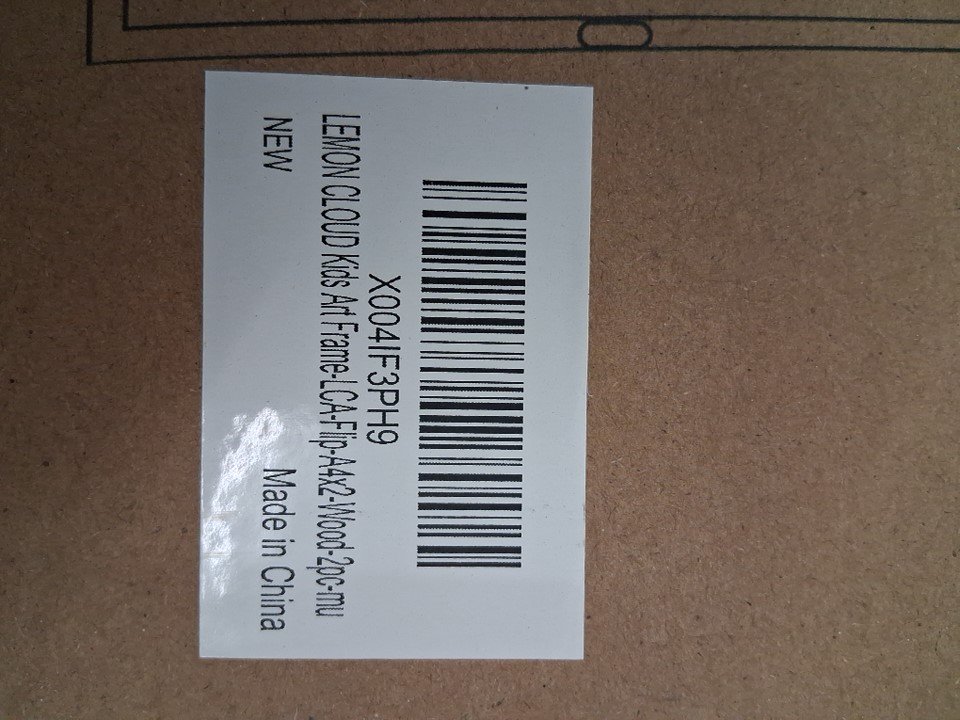 X004IF3PH9
LEMON CLOUD Kids Art Frame-LCA-Flip-A4x2-Wood-2pc-mu
NEW
Made in China